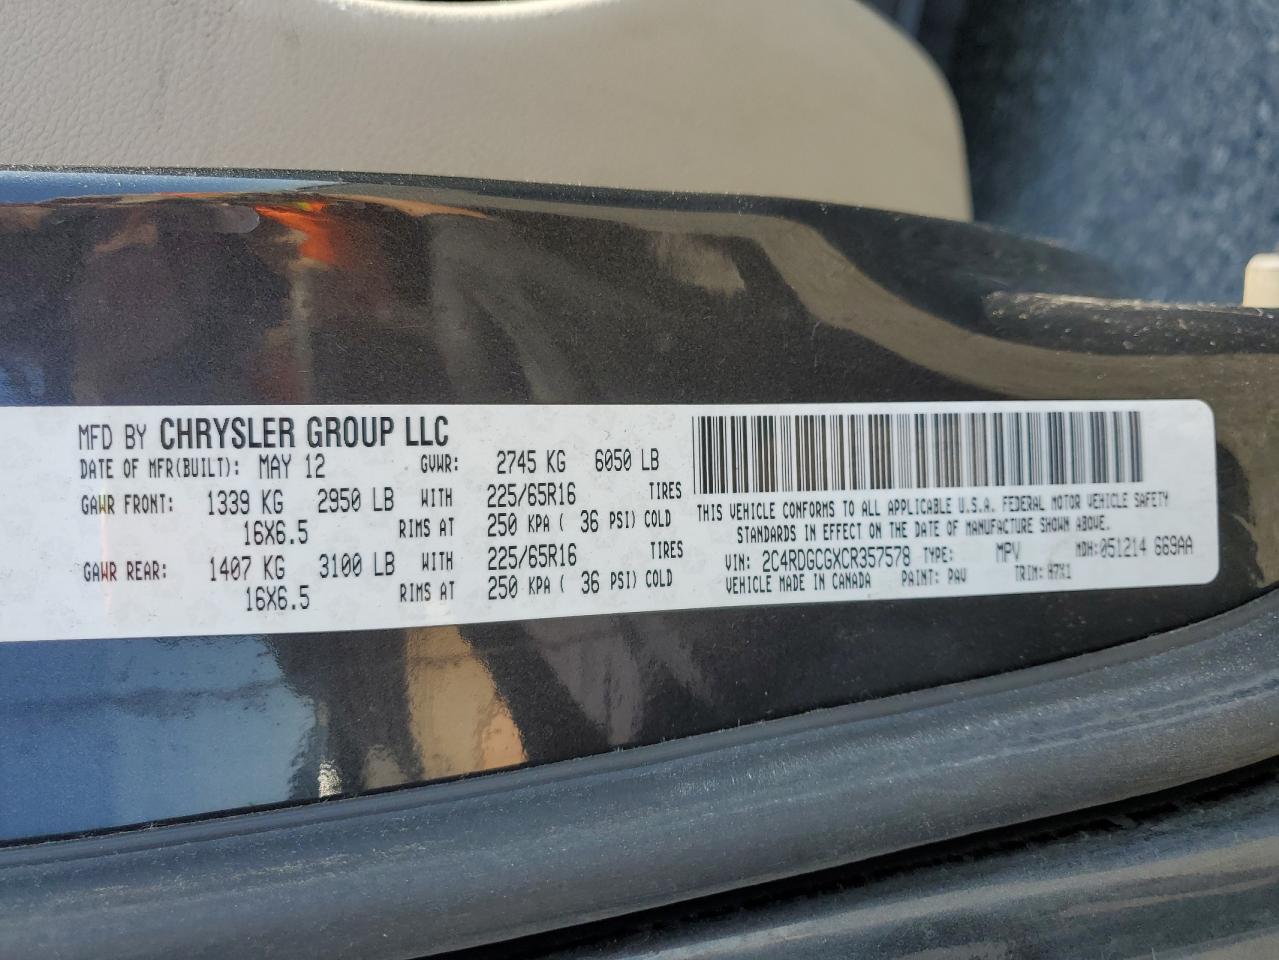 MFD BY CHRYSLER GROUP LLC
DATE OF MFR(BUILT): MAY 12 GVWR: 2745 KG 6050 LB
GAWR FRONT: 1339 KG 2950 LB WITH 225/65R16 TIRES
16X6.5 RIMS AT 250 KPA ( 36 PSI) COLD
GAWR REAR: 1407 KG 3100 LB WITH 225/65R16 TIRES
16X6.5 RIMS AT 250 KPA ( 36 PSI) COLD
THIS VEHICLE CONFORMS TO ALL APPLICABLE U.S.A. FEDERAL MOTOR VEHICLE SAFETY
STANDARDS IN EFFECT ON THE DATE OF MANUFACTURE SHOWN ABOVE.
VIN: 2C4RDGCGXCR357578 TYPE: MPV MDH:051214 669AA
VEHICLE MADE IN CANADA PAINT: PAW TRIM: H7X1